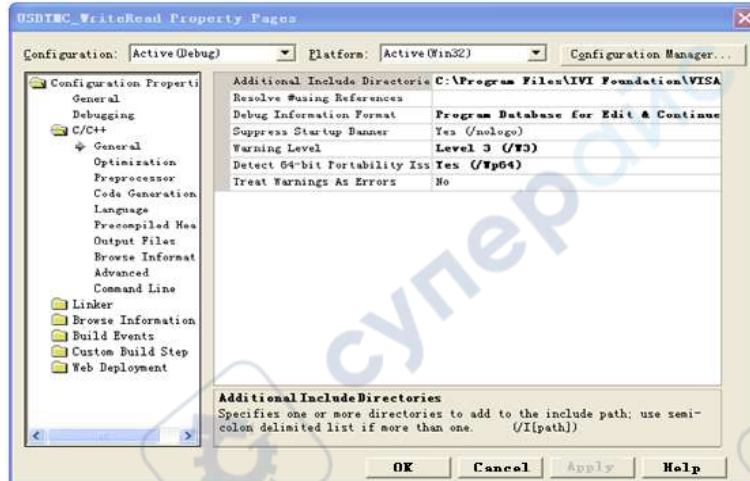 USDTMC_WriteRead Property Pages
Configuration: Active(Debug) Platform: Active(Win32) Configuration Manager...
Configuration Properti
General
Debugging
C/C++
General
Optimization
Preprocessor
Code Generation
Language
Precompiled Hea
Output Files
Browse Informat
Advanced
Command Line
Linker
Browse Information
Build Events
Custom Build Step
Web Deployment
Additional Include Directorie C:\Program Files\IVI Foundation\VISA
Resolve #using References
Debug Information Format Program Database for Edit & Continue
Suppress Startup Banner Yes (/nologo)
Warning Level Level 3 (/W3)
Detect 64-bit Portability Iss Yes (/Wp64)
Treat Warnings As Errors No
AdditionalIncludeDirectories
Specifies one or more directories to add to the include path; use semi-
colon delimited list if more than one. (/I[path])
OK Cancel Apply Help
супер айс